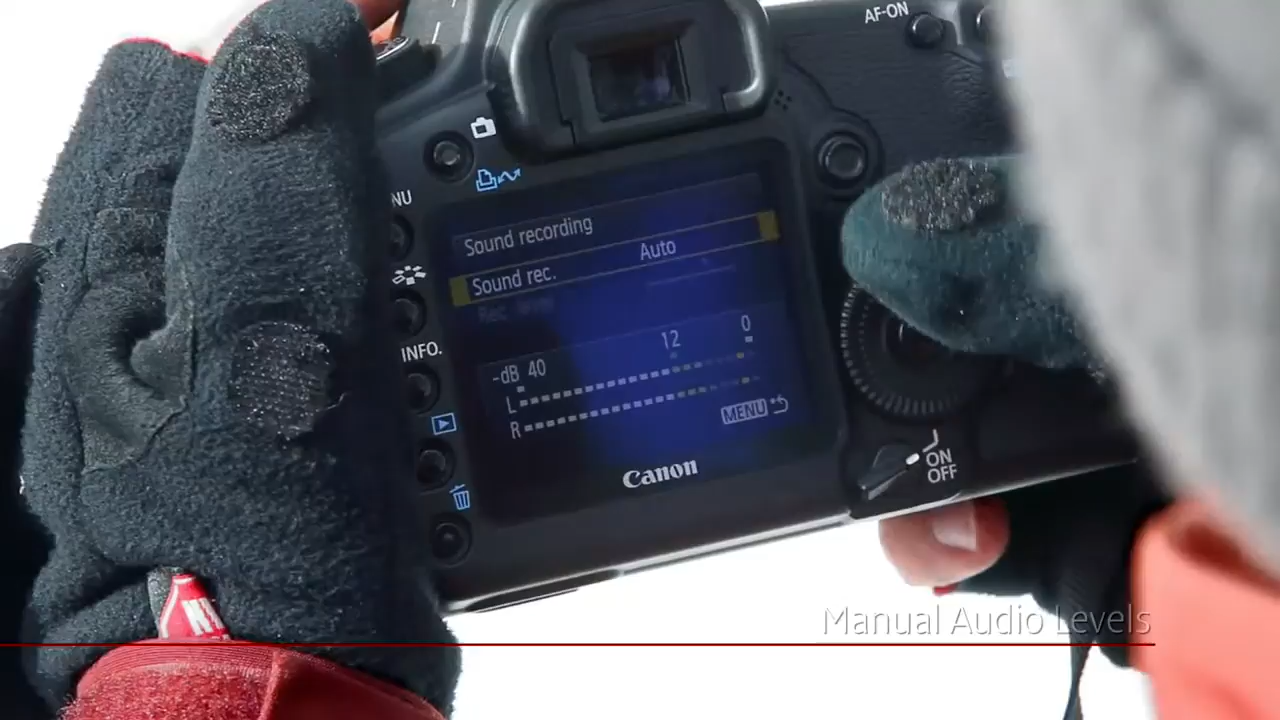 AF-ON
NU
Sound recording
Sound rec. Auto
-dB 40 12 0
L
R
MENU
INFO.
Canon
ON
OFF
Manual Audio Levels